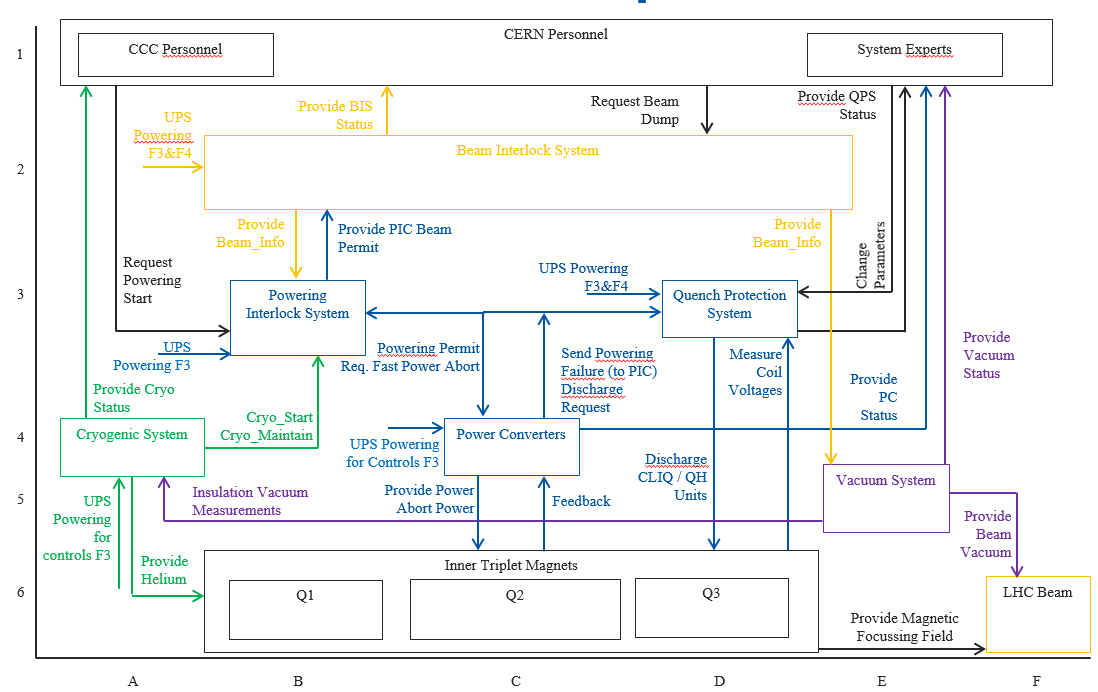 CERN Personnel
CCC Personnel
System Experts
1
Provide BIS
Status
Request Beam
Dump
Provide QPS
Status
UPS
Powering
F3&F4
Beam Interlock System
2
Provide
Beam_Info
Provide PIC Beam
Permit
Provide
Beam_Info
Change
Parameters
Request
Powering
Start
UPS Powering
F3&F4
3
Powering
Interlock System
Quench Protection
System
UPS
Powering F3
Powering Permit
Req. Fast Power Abort
Send Powering
Failure (to PIC)
Discharge
Request
Measure
Coil
Voltages
Provide
Vacuum
Status
Provide
PC
Status
Provide Cryo
Status
Cryo_Start
Cryo_Maintain
4
Cryogenic System
Power Converters
UPS Powering
for Controls F3
Discharge
CLIQ / QH
Units
Vacuum System
5
Insulation Vacuum
Measurements
Provide Power
Abort Power
Feedback
UPS
Powering
for
controls F3
Provide
Beam
Vacuum
Provide
Helium
Inner Triplet Magnets
6
Q1
Q2
Q3
LHC Beam
Provide Magnetic
Focussing Field
A
B
C
D
E
F